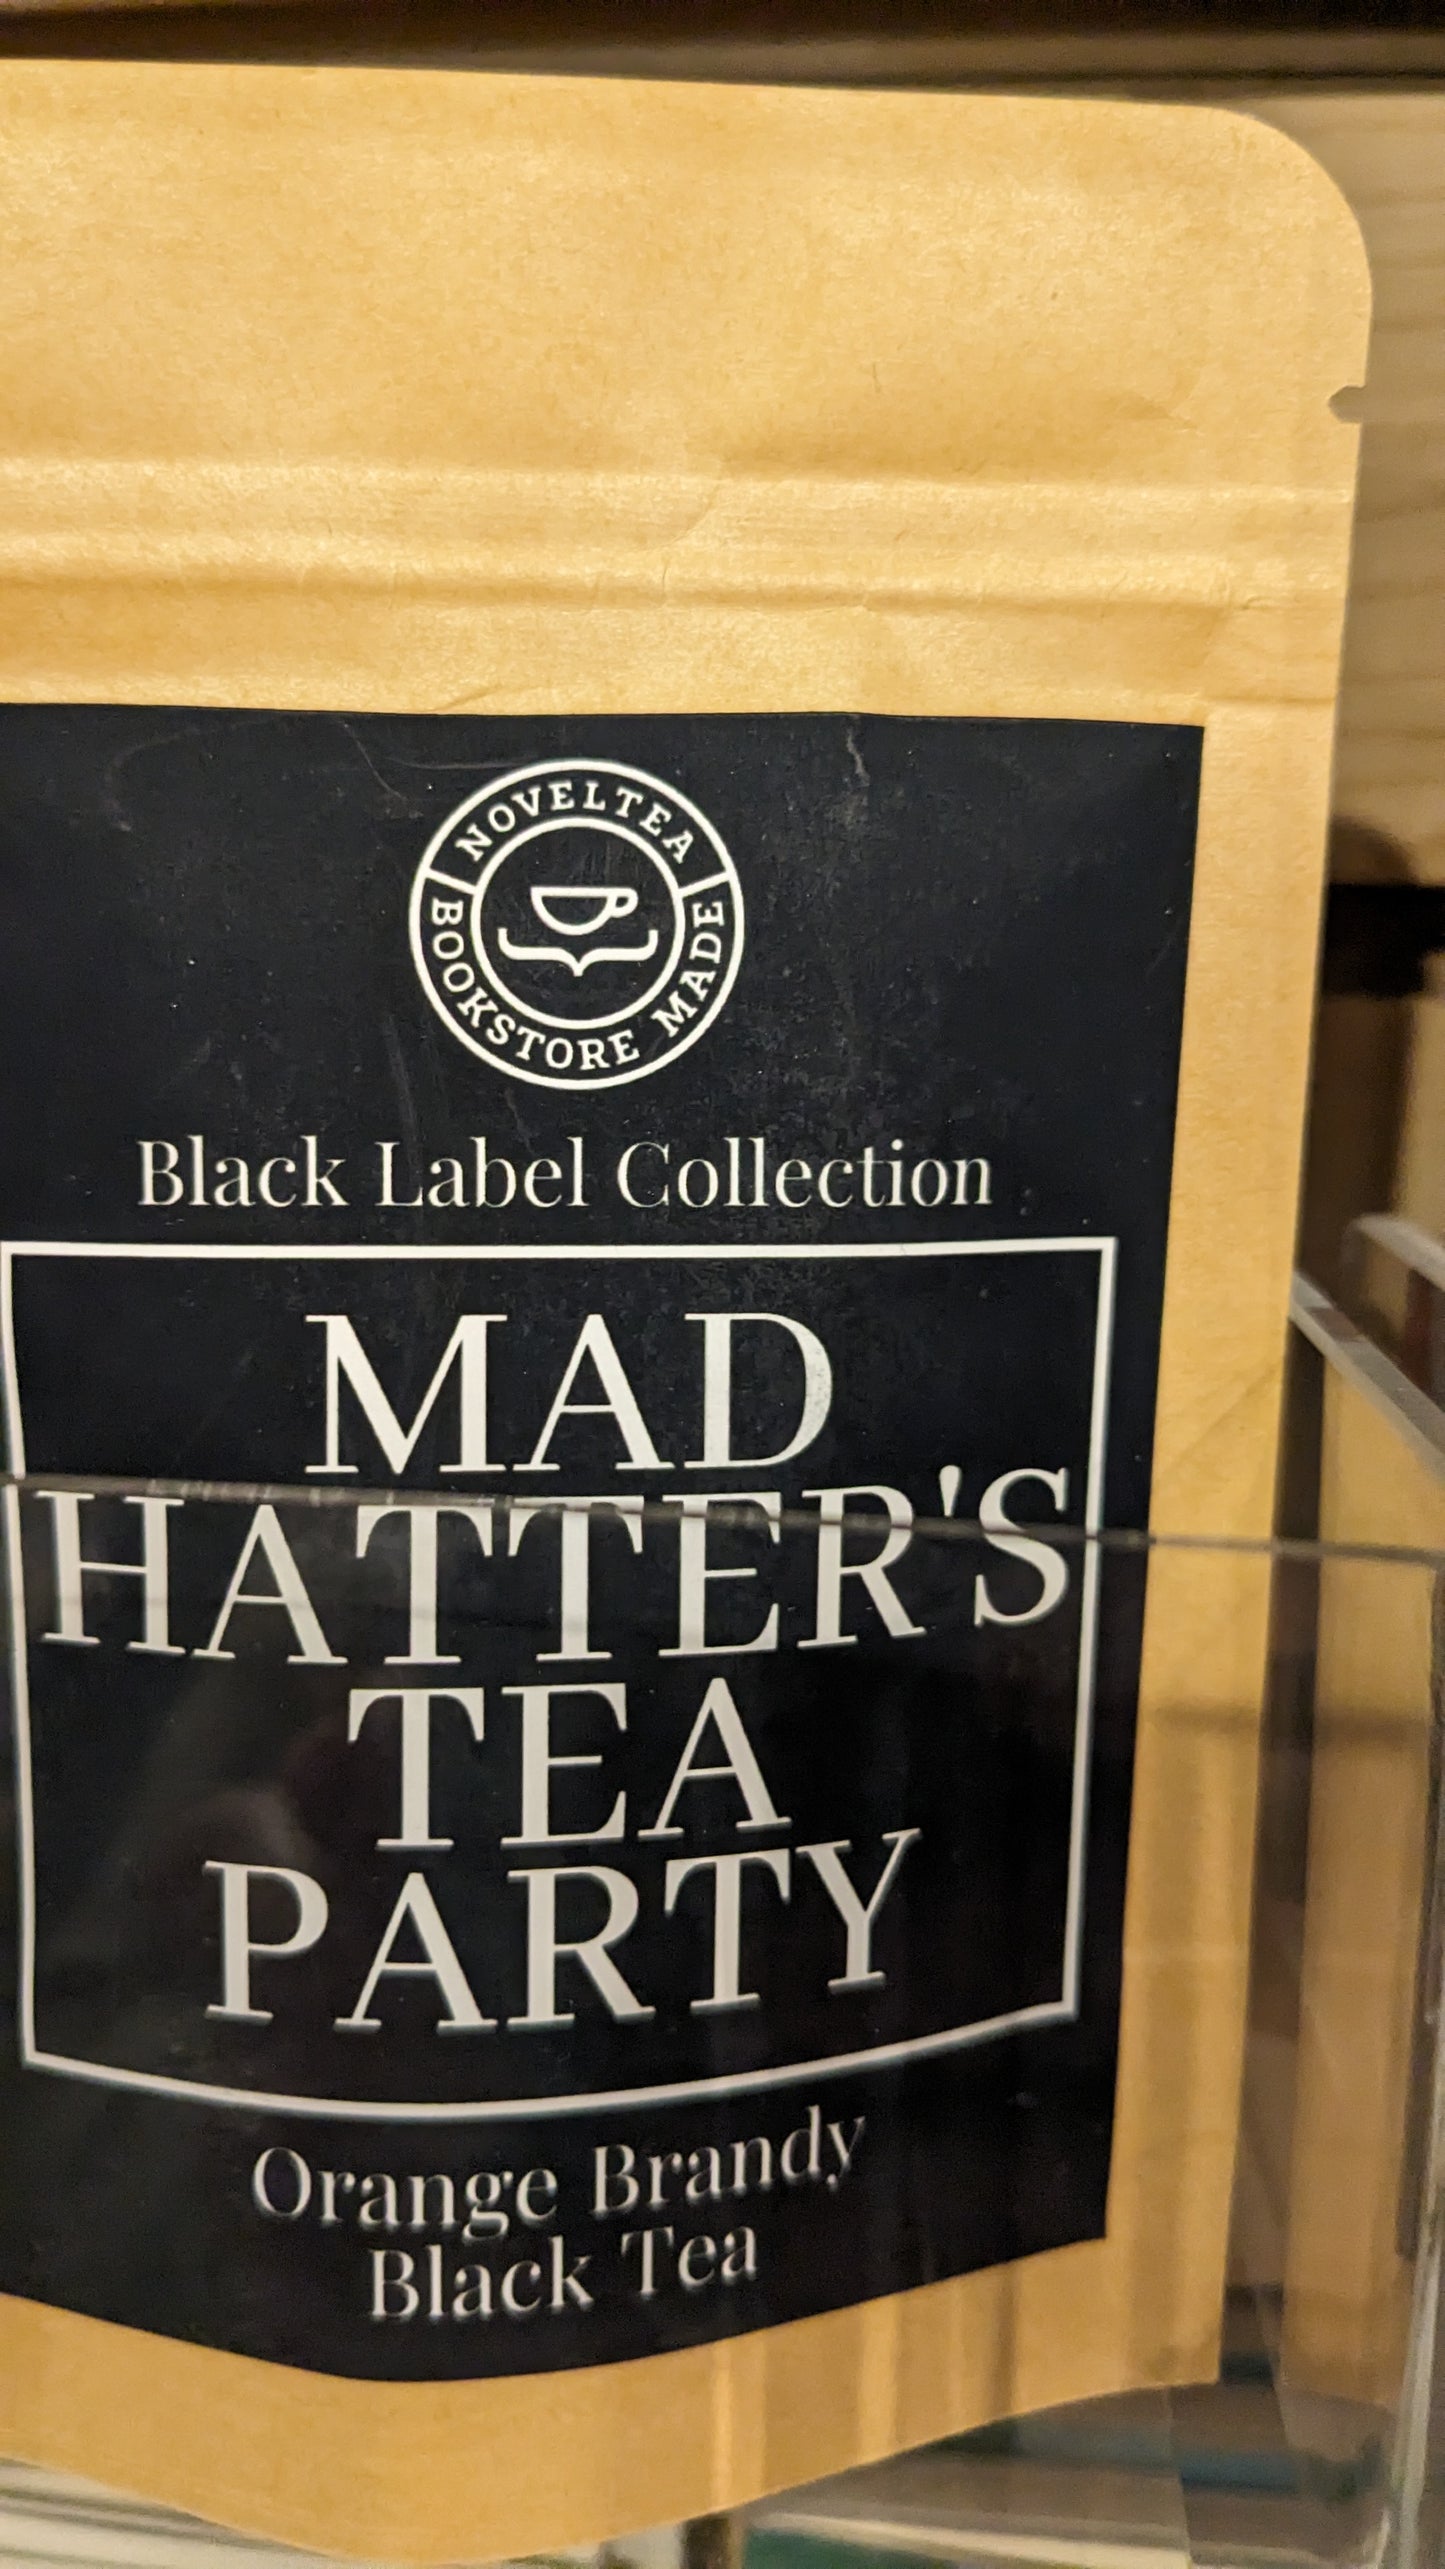 NOVELTEA
BOOKSTORE MADE
Black Label Collection
MAD
HATTER'S
TEA
PARTY
Orange Brandy
Black Tea